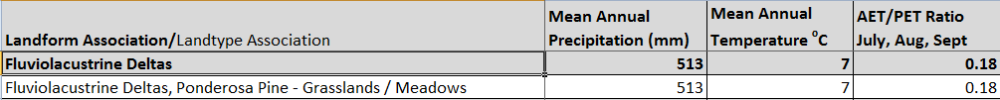 Landform Association/Landtype Association Mean Annual Precipitation (mm) Mean Annual Temperature °C AET/PET Ratio July, Aug, Sept
Fluviolacustrine Deltas 513 7 0.18
Fluviolacustrine Deltas, Ponderosa Pine - Grasslands / Meadows 513 7 0.18